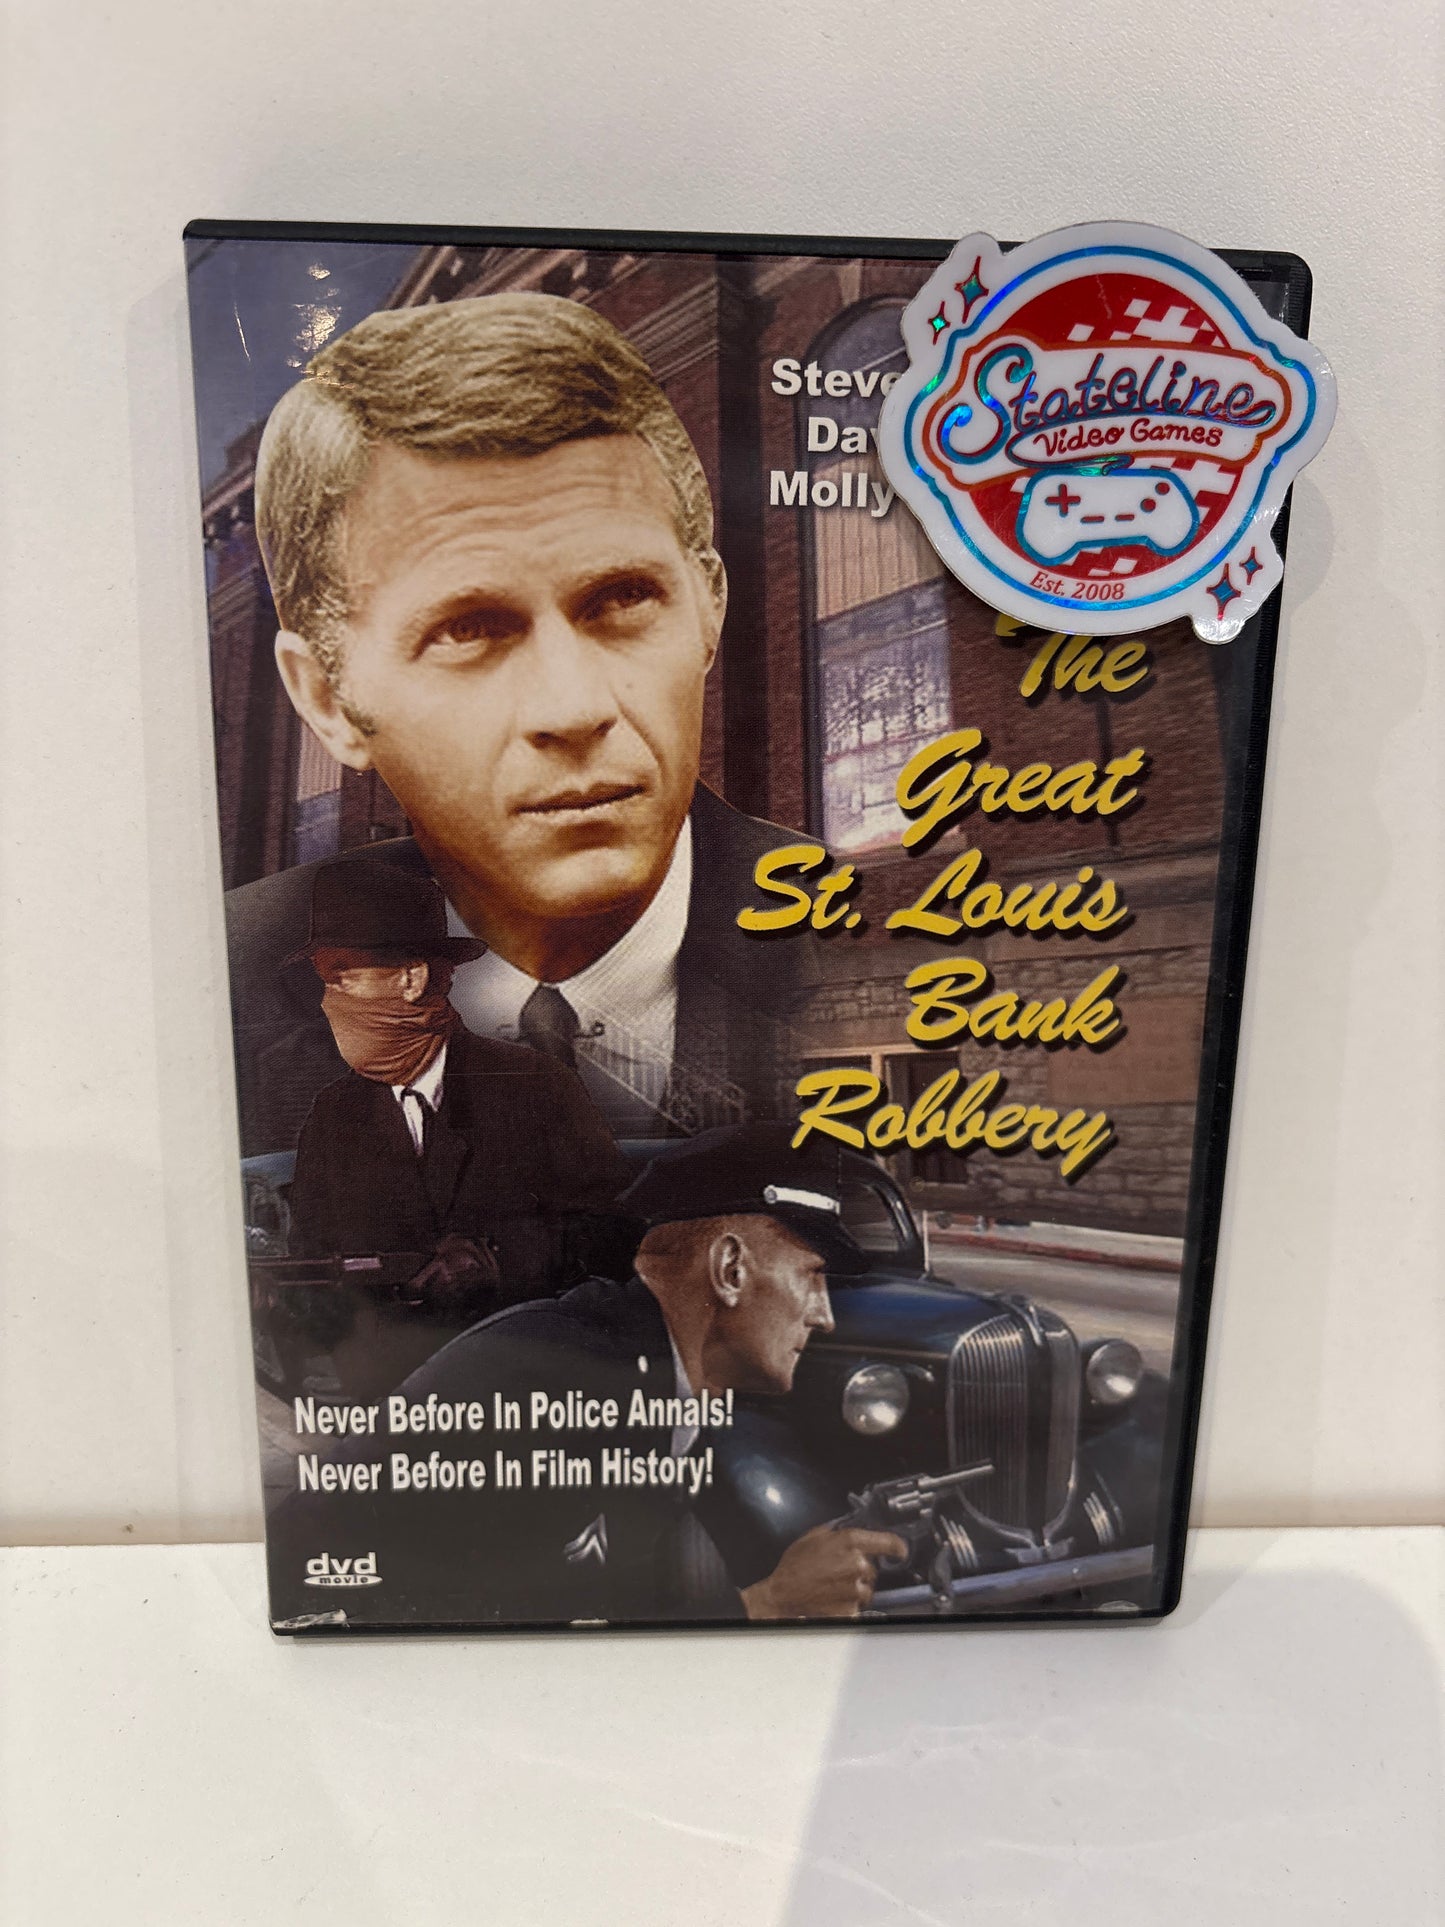 Steve
Da
Molly
Stateline
Video Games
Est. 2008
The
Great
St. Louis
Bank
Robbery
Never Before In Police Annals!
Never Before In Film History!
dvd
movie